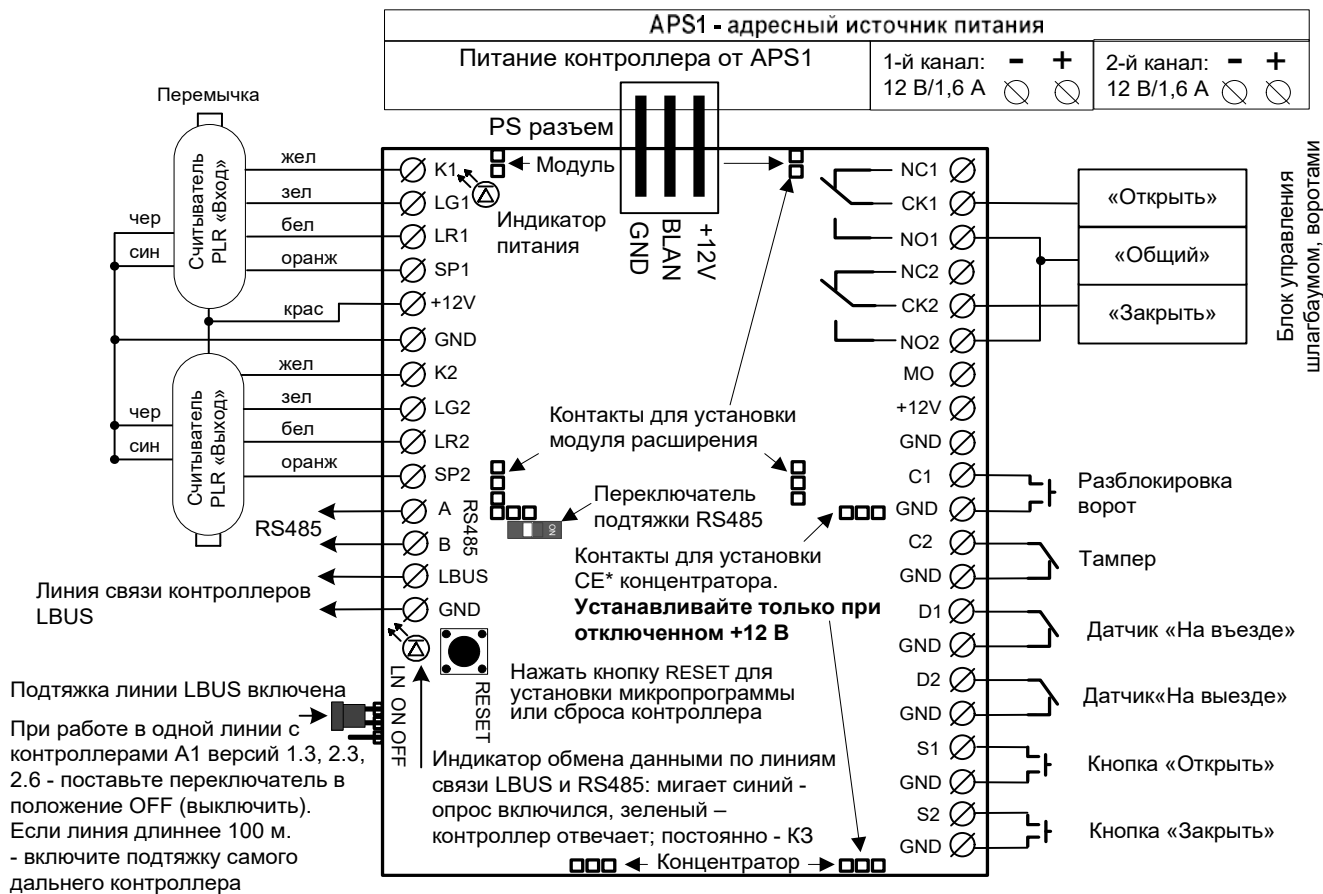 APS1 - адресный источник питания
Питание контроллера от APS1
1-й канал: - +
12 В/1,6 А
2-й канал: - +
12 В/1,6 А
Перемычка
PS разъем
Модуль
GND
BLAN
+12V
Индикатор
питания
Считыватель
PLR «Вход»
жел
зел
бел
оранж
крас
чер
син
Считыватель
PLR «Выход»
жел
зел
бел
оранж
чер
син
K1
LG1
LR1
SP1
+12V
GND
K2
LG2
LR2
SP2
A
B
RS485
LBUS
GND
RS485
Линия связи контроллеров
LBUS
NC1
CK1
NO1
NC2
CK2
NO2
MO
+12V
GND
C1
GND
C2
GND
D1
GND
D2
GND
S1
GND
S2
GND
«Открыть»
«Общий»
«Закрыть»
Блок управления
шлагбаумом, воротами
Разблокировка
ворот
Тампер
Датчик «На въезде»
Датчик«На выезде»
Кнопка «Открыть»
Кнопка «Закрыть»
Контакты для установки
модуля расширения
Переключатель
подтяжки RS485
ON
Контакты для установки
CE* концентратора.
Устанавливайте только при
отключенном +12 В
Нажать кнопку RESET для
установки микропрограммы
или сброса контроллера
RESET
LN ON OFF
Подтяжка линии LBUS включена
При работе в одной линии с
контроллерами А1 версий 1.3, 2.3,
2.6 - поставьте переключатель в
положение OFF (выключить).
Если линия длиннее 100 м.
- включите подтяжку самого
дальнего контроллера
Индикатор обмена данными по линиям
связи LBUS и RS485: мигает синий -
опрос включился, зеленый –
контроллер отвечает; постоянно - КЗ
Концентратор